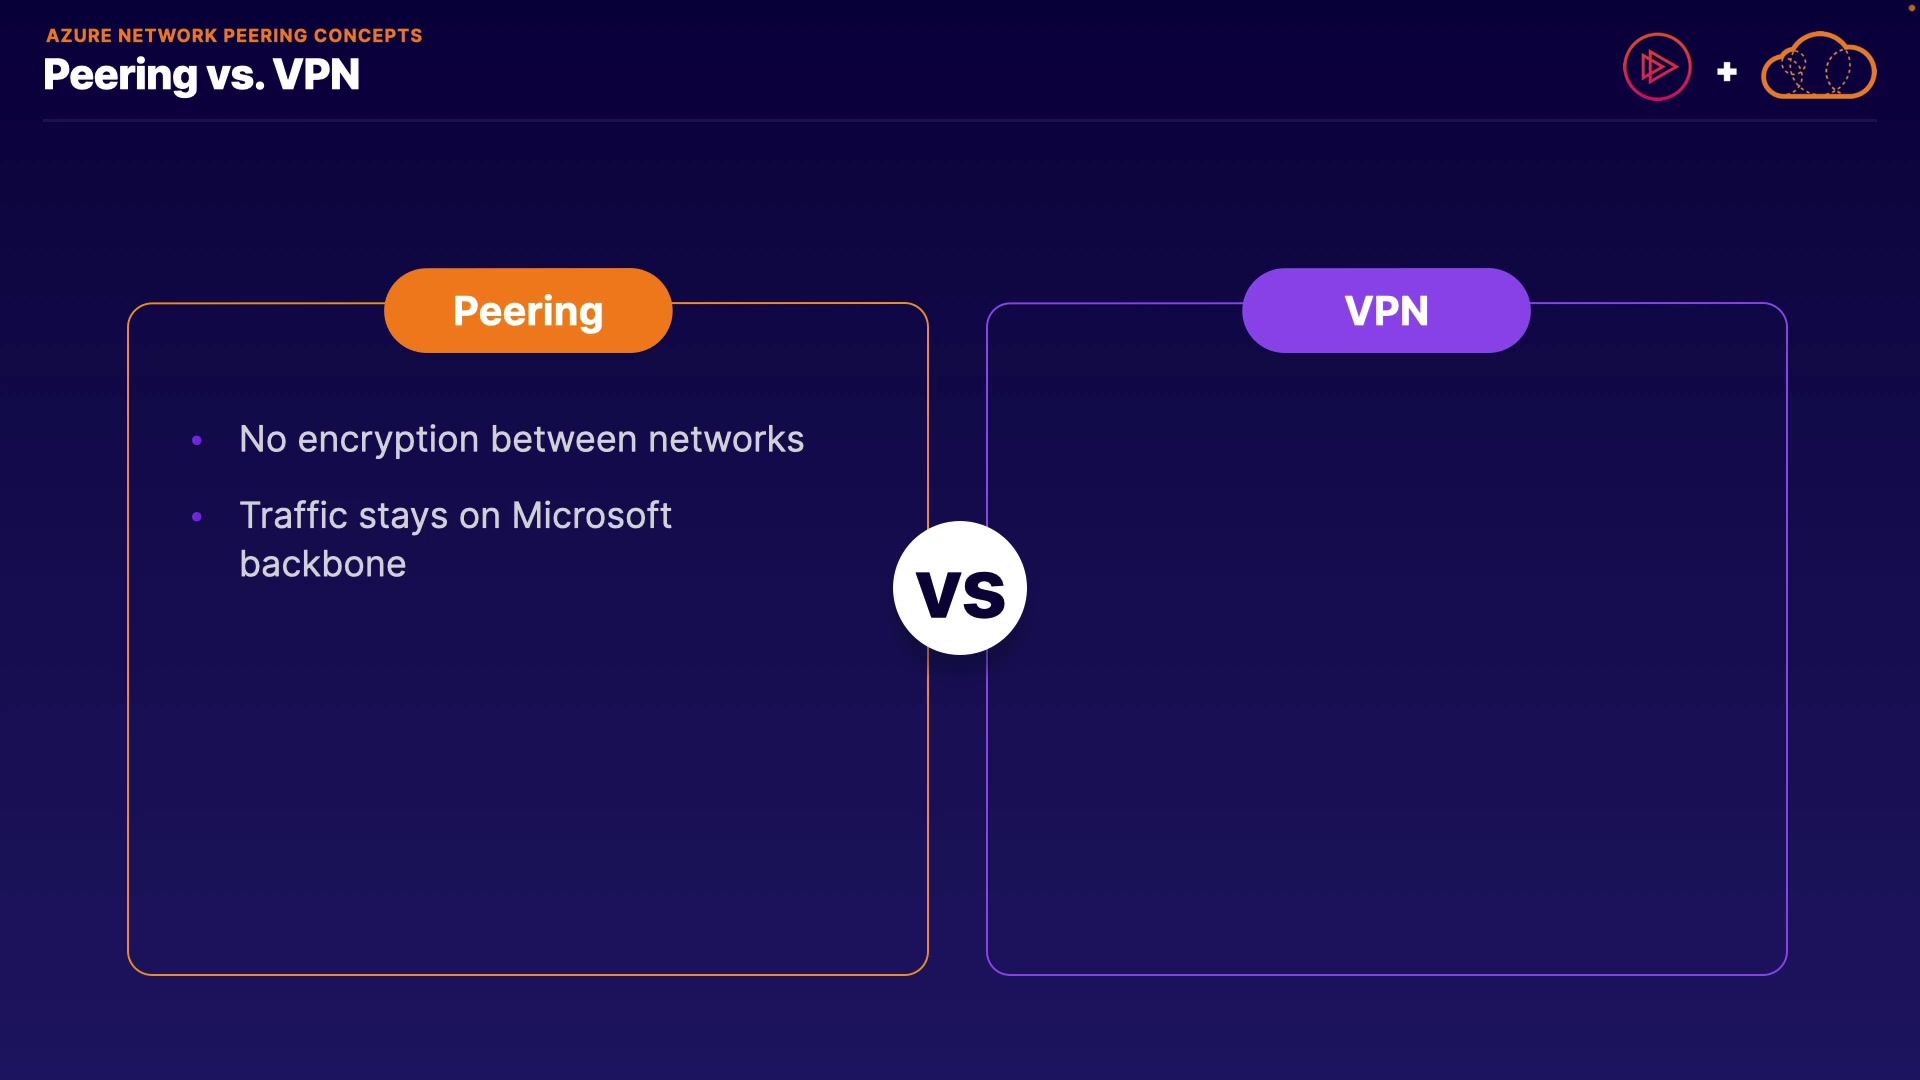 AZURE NETWORK PEERING CONCEPTS
Peering vs. VPN
Peering
• No encryption between networks
• Traffic stays on Microsoft
backbone
vs
VPN